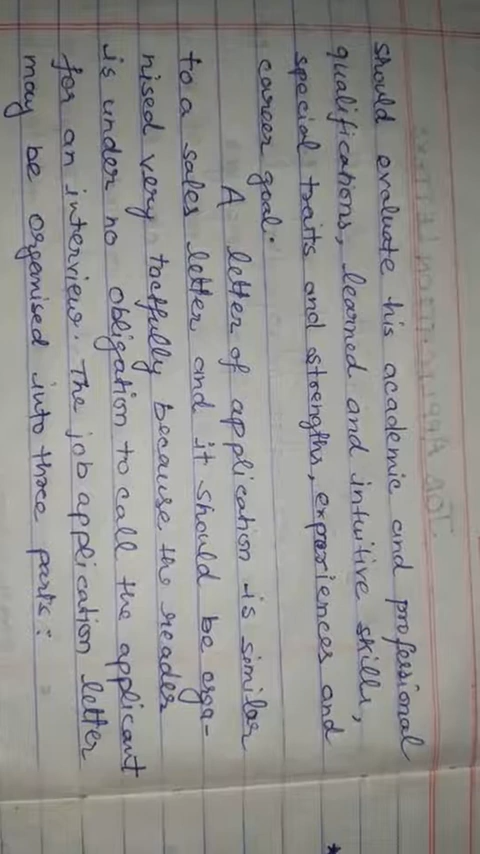 should evaluate his academic and professional
qualifications, learned and intuitive skills,
special traits and strengths, experiences and
career goal.
A letter of application is similar
to a sales letter and it should be orga-
nised very tactfully because the reader
is under no obligation to call the applicant
for an interview. The job application letter
may be organised into three parts: